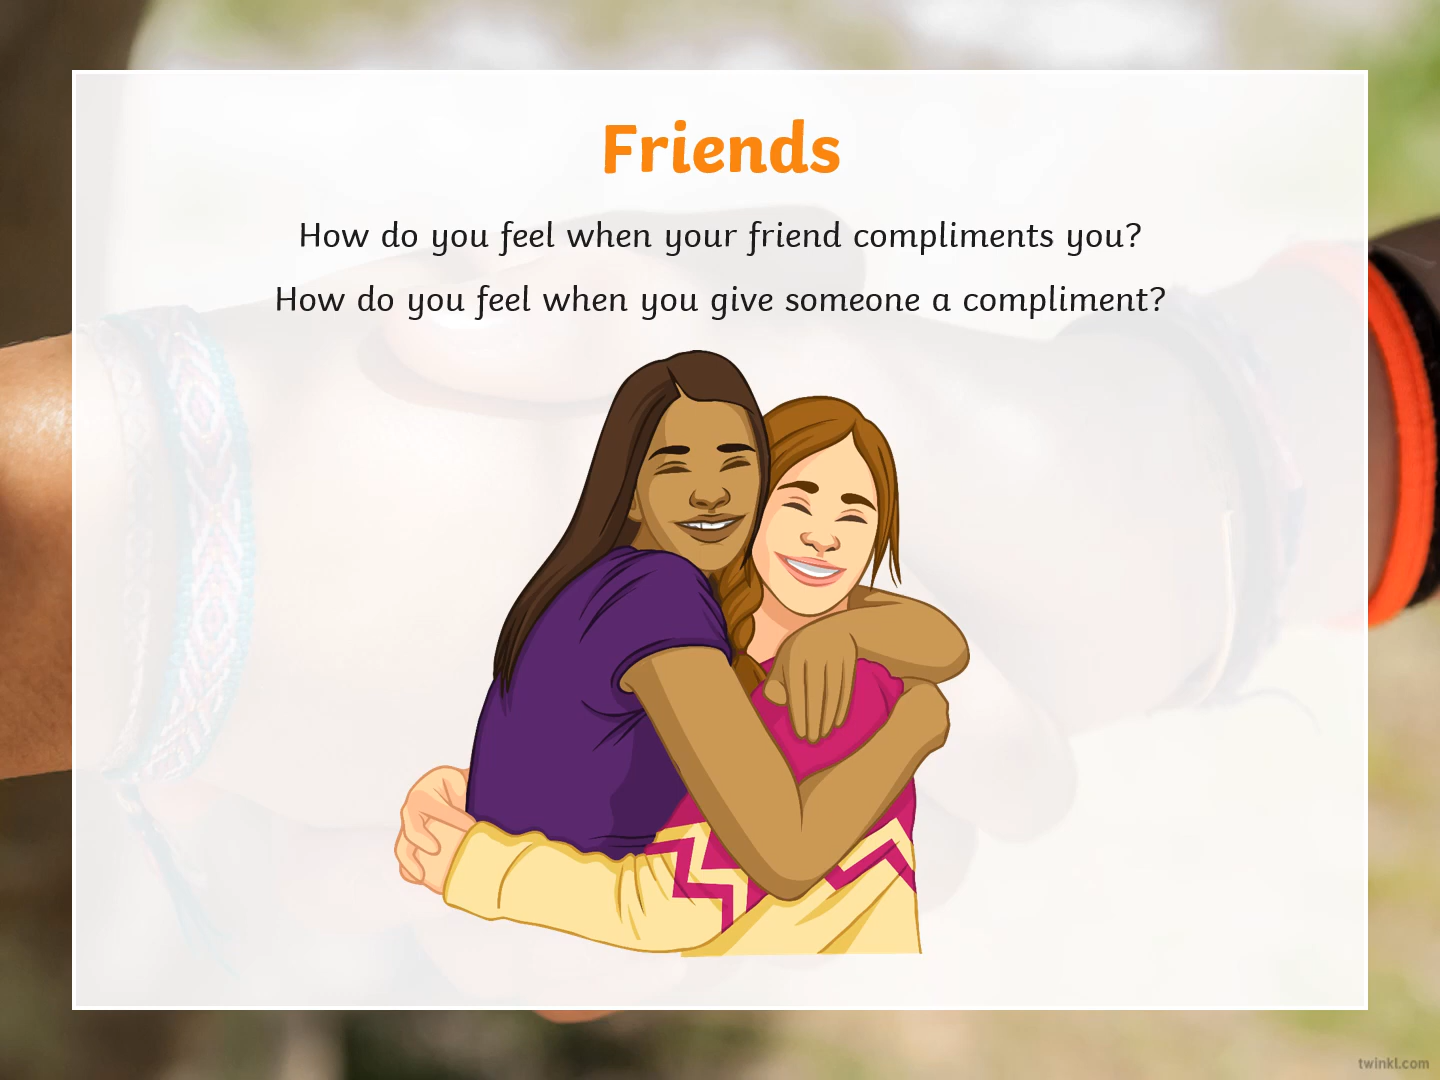 Friends
How do you feel when your friend compliments you?
How do you feel when you give someone a compliment?
twinkl.com